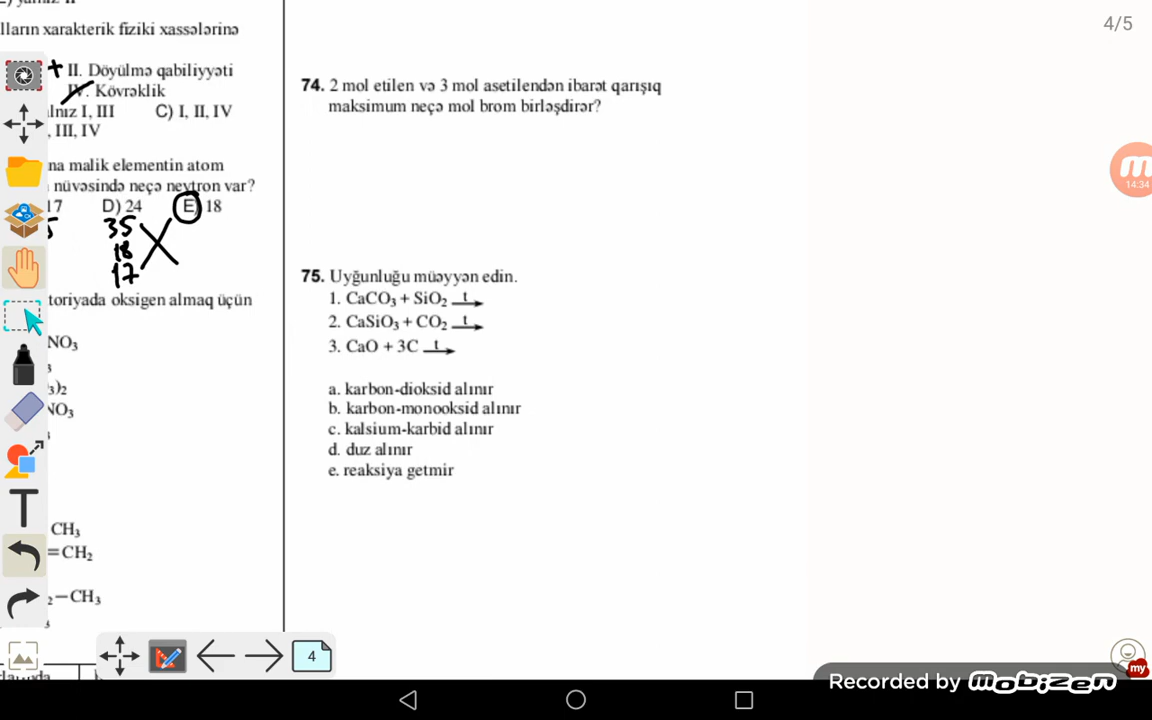 lların xarakterik fiziki xassələrinə
+ II. Döyülmə qabiliyyəti
IV. Kövrəklik
lnız I, III C) I, II, IV
, III, IV
na malik elementin atom
nüvəsində neçə neytron var?
17 D) 24 E) 18
35
18
17
toriyada oksigen almaq üçün
NO₃
₃)₂
NO₃
CH₃
=CH₂
₂–CH₃
74. 2 mol etilen və 3 mol asetilendən ibarət qarışıq
maksimum neçə mol brom birləşdirər?
75. Uyğunluğu müəyyən edin.
1. CaCO₃ + SiO₂ t→
2. CaSiO₃ + CO₂ t→
3. CaO + 3C t→
a. karbon-dioksid alınır
b. karbon-monooksid alınır
c. kalsium-karbid alınır
d. duz alınır
e. reaksiya getmir
4/5
14:34
T
4
my
Recorded by mobizen